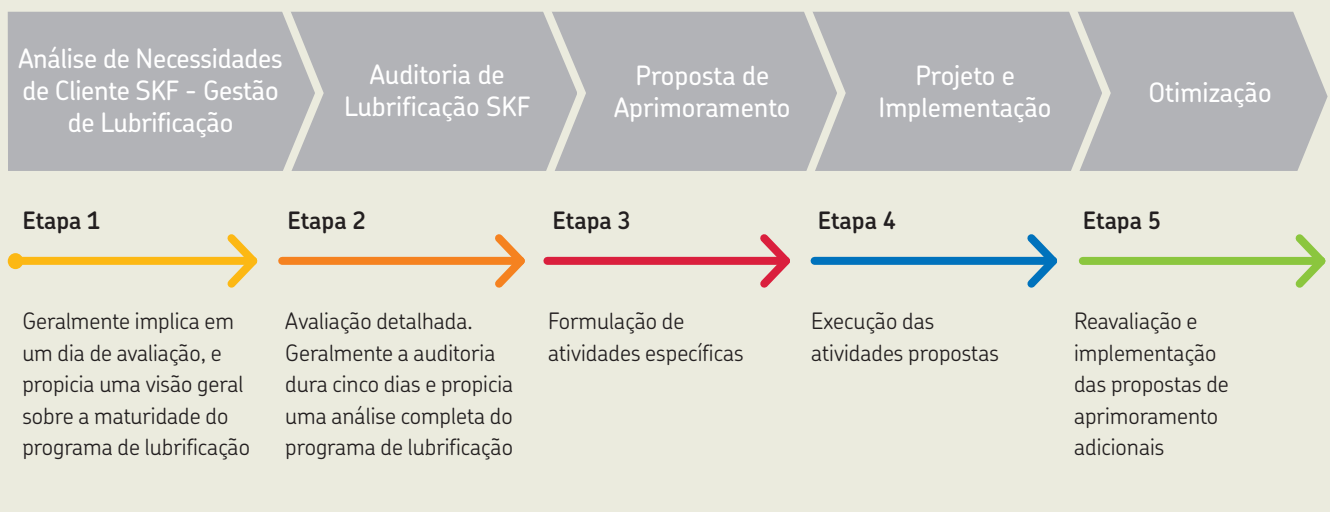 Análise de Necessidades
de Cliente SKF - Gestão
de Lubrificação
Auditoria de
Lubrificação SKF
Proposta de
Aprimoramento
Projeto e
Implementação
Otimização
Etapa 1
Geralmente implica em
um dia de avaliação, e
propicia uma visão geral
sobre a maturidade do
programa de lubrificação
Etapa 2
Avaliação detalhada.
Geralmente a auditoria
dura cinco dias e propicia
uma análise completa do
programa de lubrificação
Etapa 3
Formulação de
atividades específicas
Etapa 4
Execução das
atividades propostas
Etapa 5
Reavaliação e
implementação
das propostas de
aprimoramento
adicionais